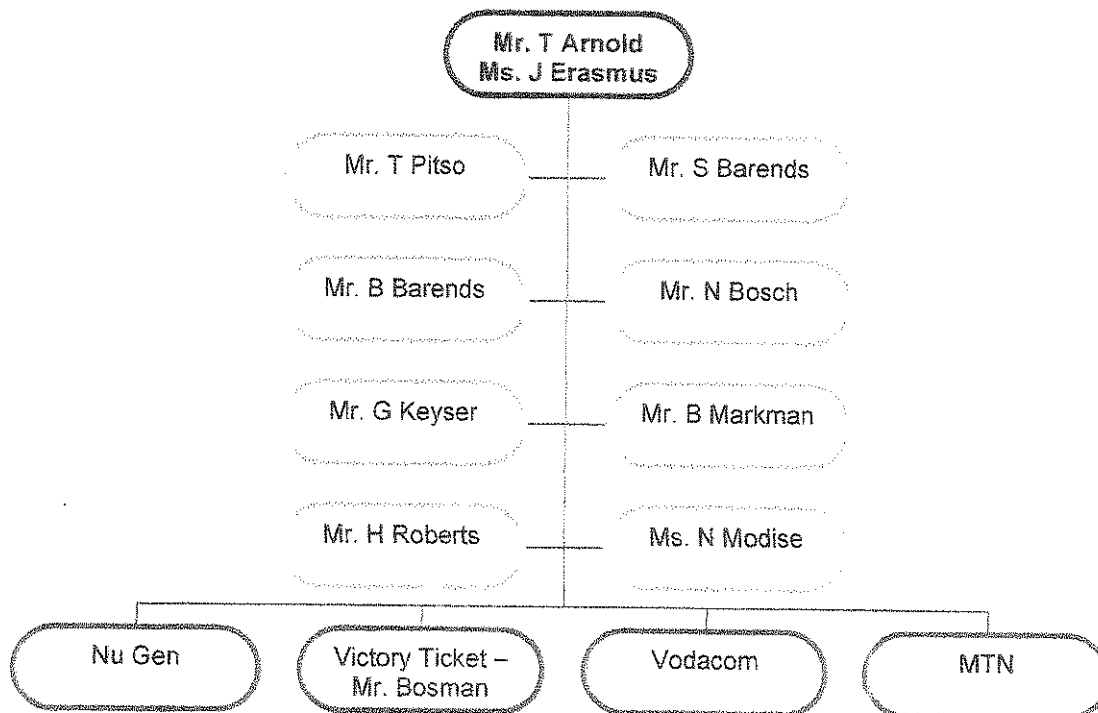 Mr. T Arnold
Ms. J Erasmus
Mr. T Pitso
Mr. S Barends
Mr. B Barends
Mr. N Bosch
Mr. G Keyser
Mr. B Markman
Mr. H Roberts
Ms. N Modise
Nu Gen
Victory Ticket –
Mr. Bosman
Vodacom
MTN